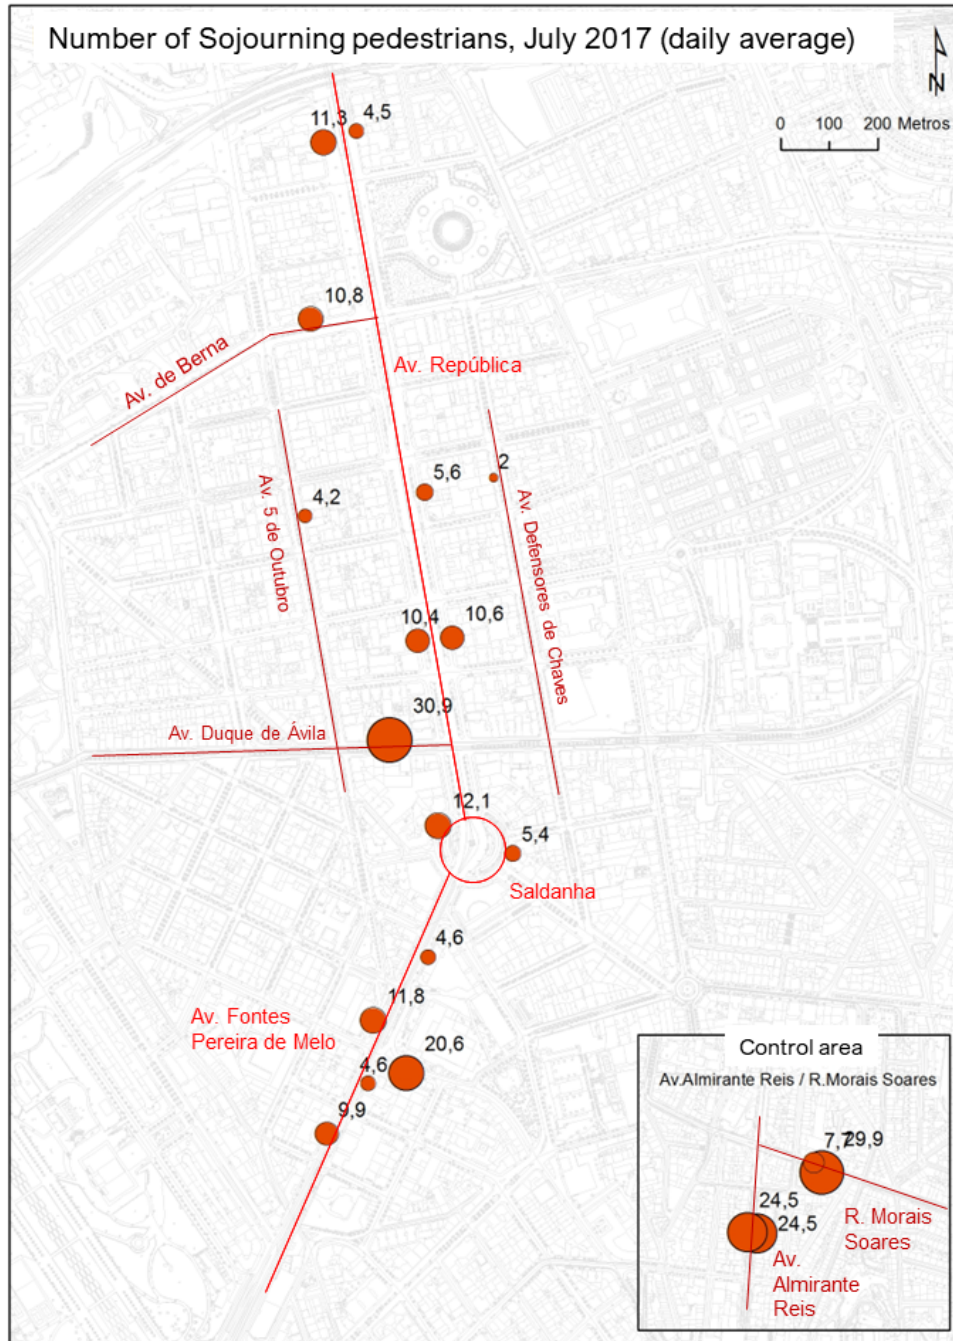 Number of Sojourning pedestrians, July 2017 (daily average)
N
0 100 200 Metros
11,3
4,5
10,8
Av. de Berna
Av. República
5,6
2
4,2
Av. 5 de Outubro
Av. Defensores de Chaves
10,4
10,6
30,9
Av. Duque de Ávila
12,1
5,4
Saldanha
4,6
11,8
Av. Fontes
Pereira de Melo
20,6
4,6
9,9
Control area
Av.Almirante Reis / R.Morais Soares
7,7
29,9
24,5
24,5
R. Morais
Soares
Av.
Almirante
Reis